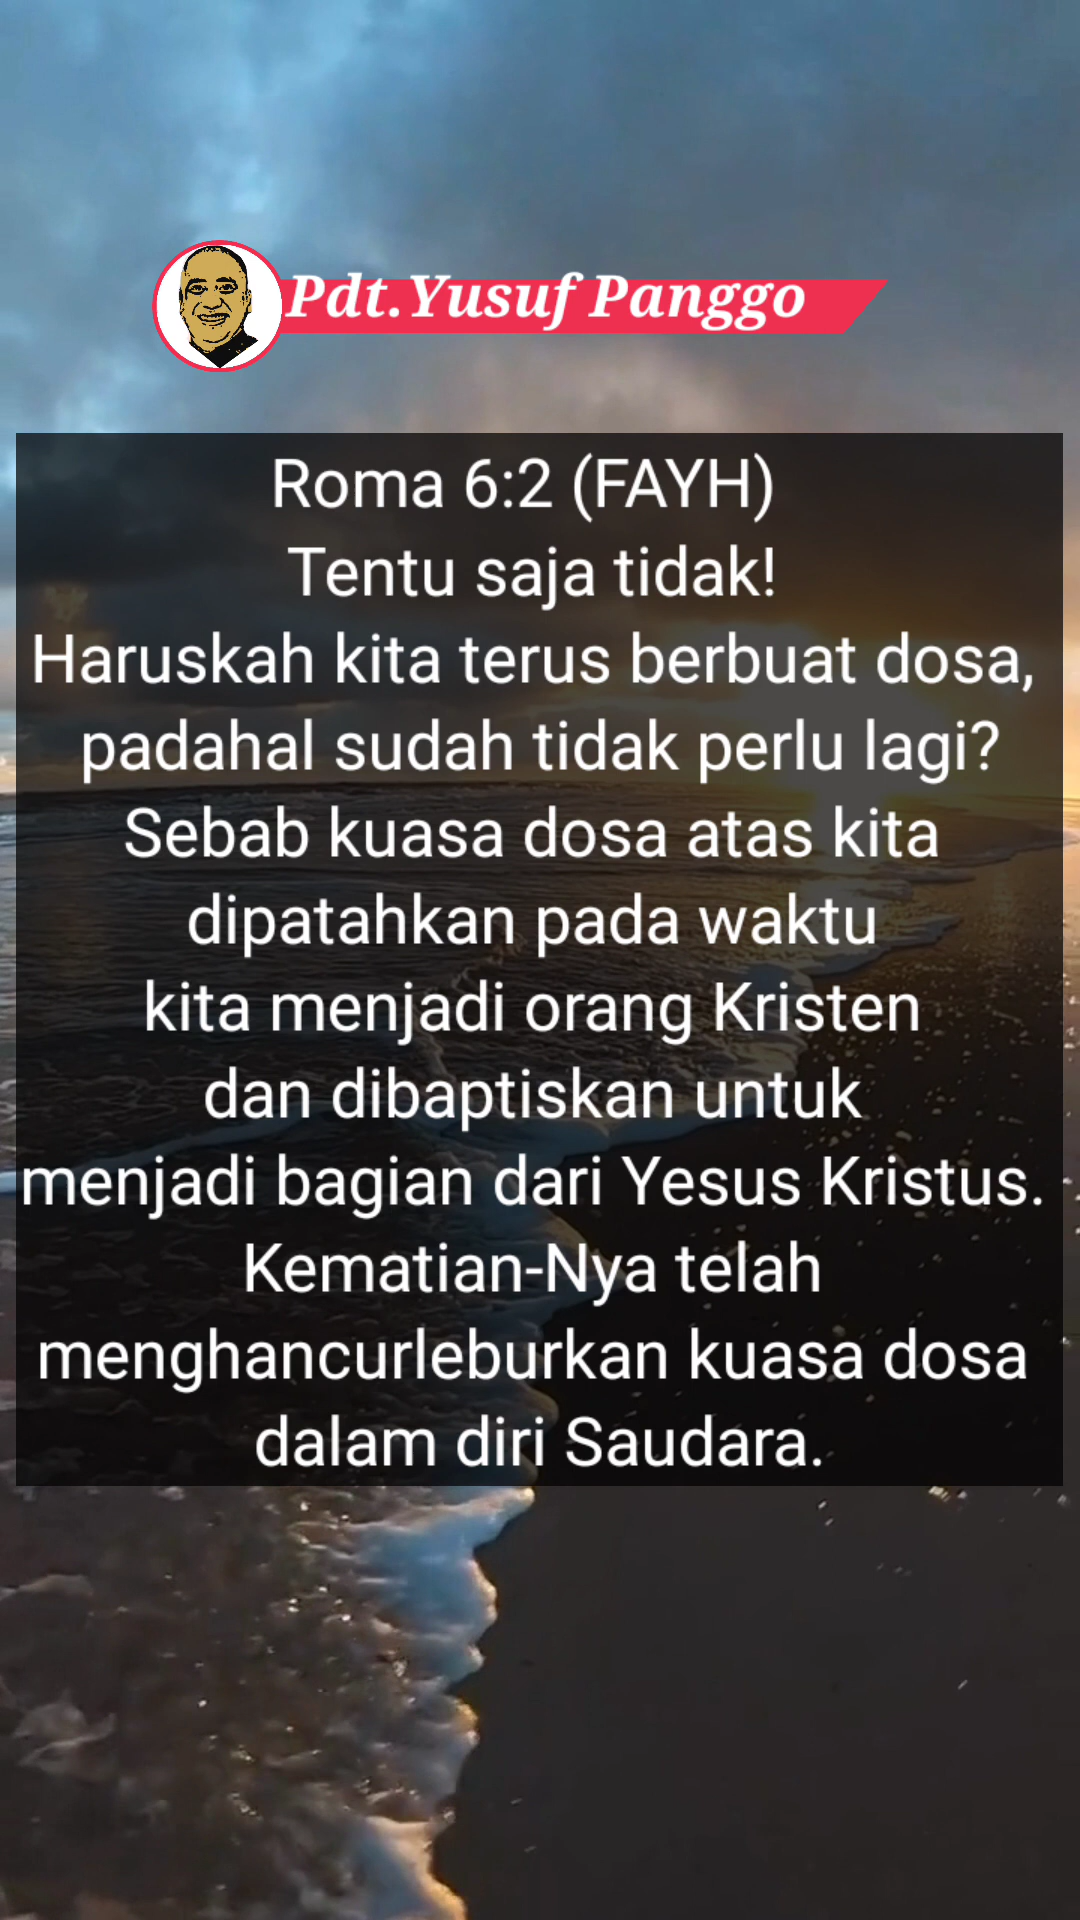 Pdt.Yusuf Panggo
Roma 6:2 (FAYH)
Tentu saja tidak!
Haruskah kita terus berbuat dosa,
padahal sudah tidak perlu lagi?
Sebab kuasa dosa atas kita
dipatahkan pada waktu
kita menjadi orang Kristen
dan dibaptiskan untuk
menjadi bagian dari Yesus Kristus.
Kematian-Nya telah
menghancurleburkan kuasa dosa
dalam diri Saudara.